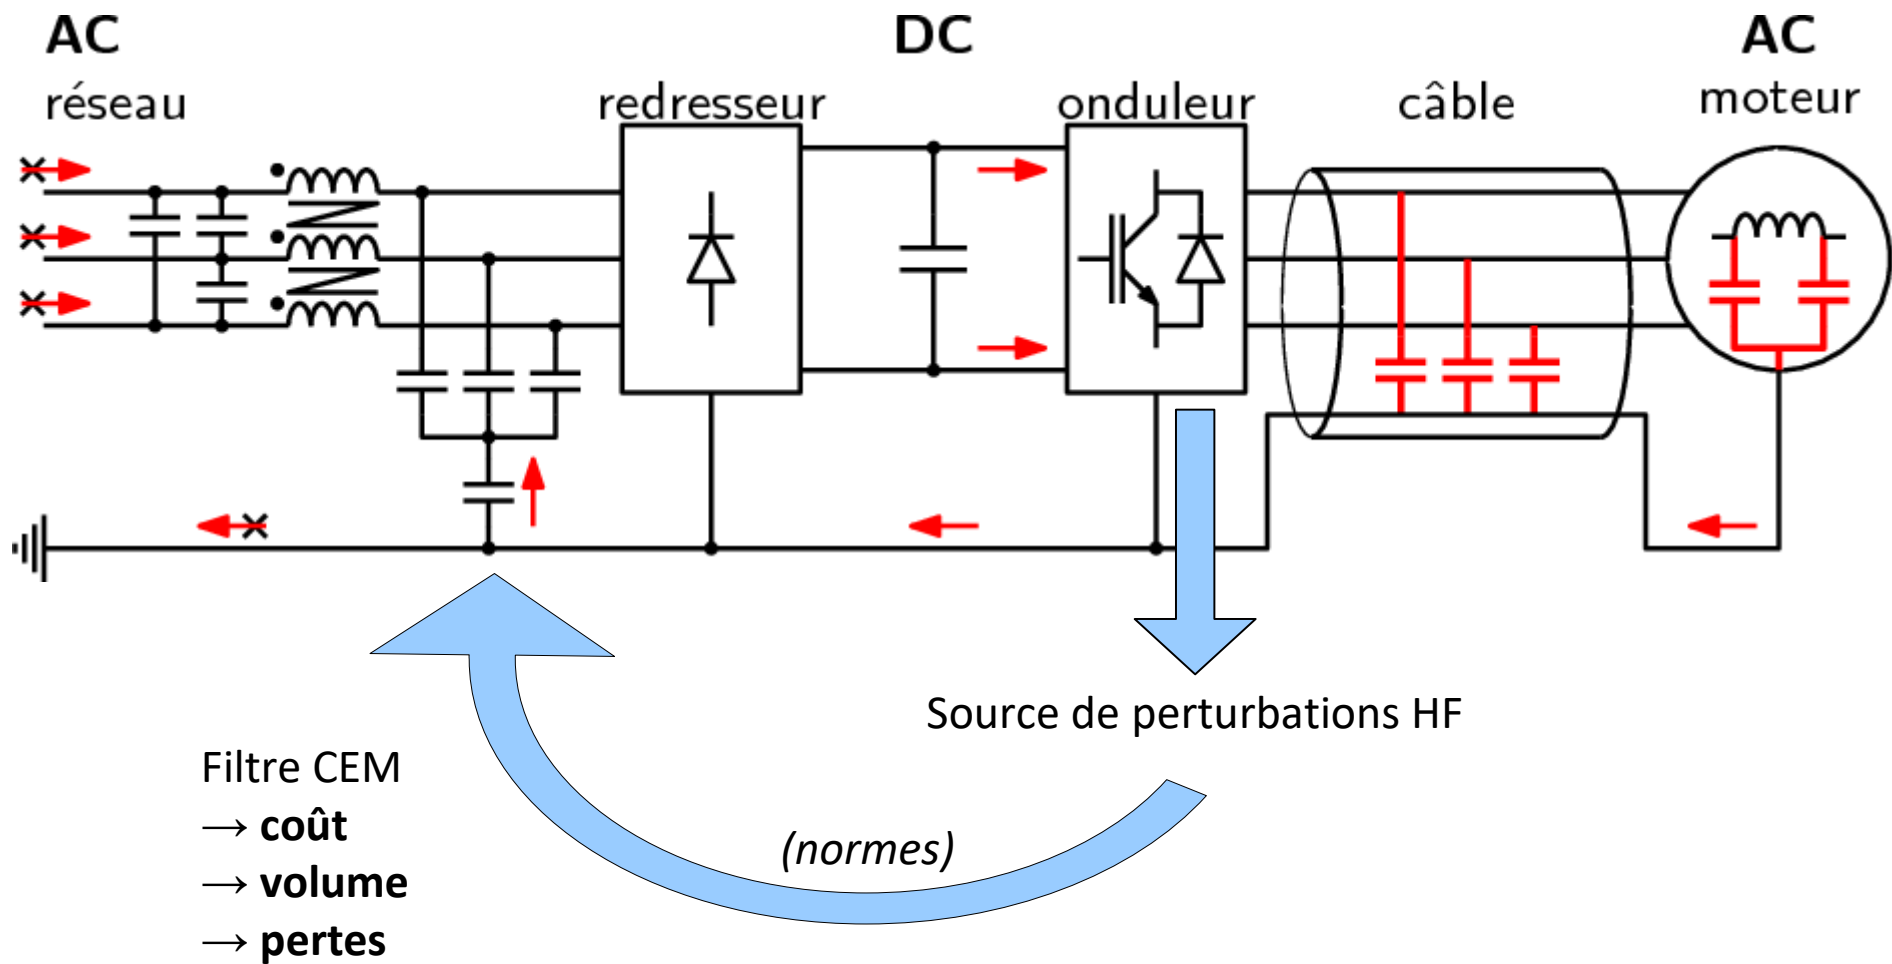 AC
DC
AC
réseau
redresseur
onduleur
câble
moteur
Source de perturbations HF
Filtre CEM
→ coût
→ volume
→ pertes
(normes)